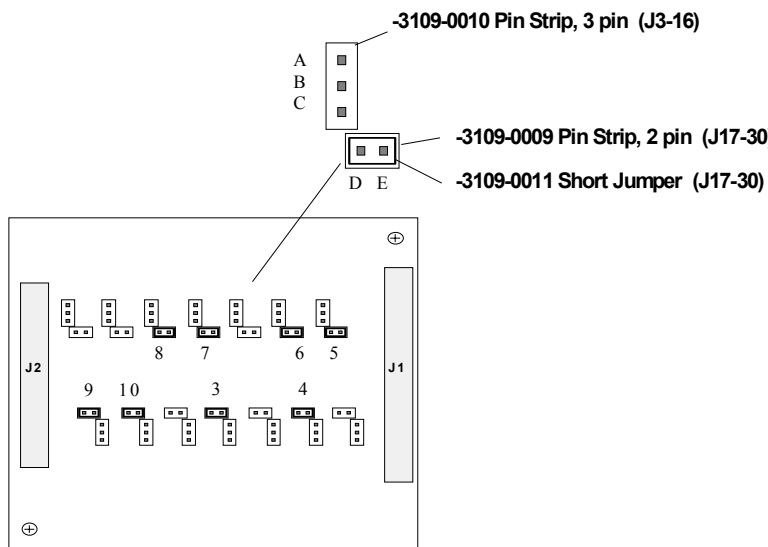 -3109-0010 Pin Strip, 3 pin (J3-16)
A
B
C
-3109-0009 Pin Strip, 2 pin (J17-30
D E
-3109-0011 Short Jumper (J17-30)
8 7 6 5
J2
J1
9 10 3 4